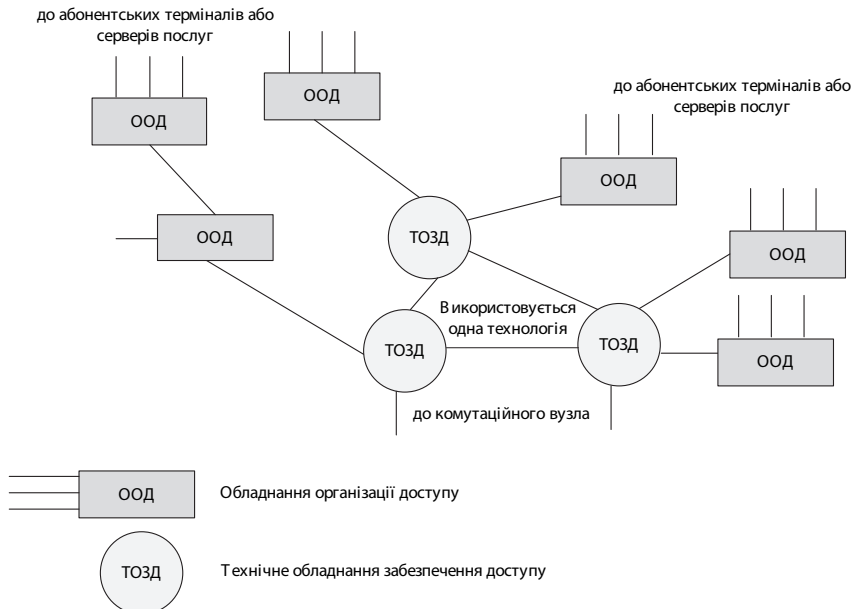 до абонентських терміналів або
серверів послуг
ООД
ООД
до абонентських терміналів або
серверів послуг
ООД
ООД
ТОЗД
ООД
Використовується
одна технологія
ТОЗД
ТОЗД
ООД
до комутаційного вузла
ООД
Обладнання організації доступу
ТОЗД
Технічне обладнання забезпечення доступу